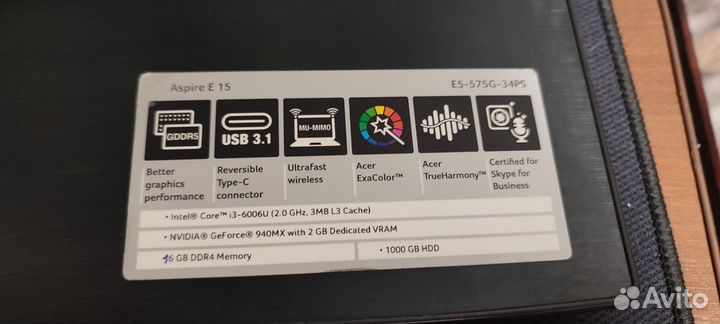 Aspire E 15
E5-575G-34P5
GDDR5
USB 3.1
MU-MIMO
Better graphics performance
Reversible Type-C connector
Ultrafast wireless
Acer ExaColor™
Acer TrueHarmony™
Certified for Skype for Business
• Intel® Core™ i3-6006U (2.0 GHz, 3MB L3 Cache)
• NVIDIA® GeForce® 940MX with 2 GB Dedicated VRAM
16 GB DDR4 Memory
• 1000 GB HDD
Avito